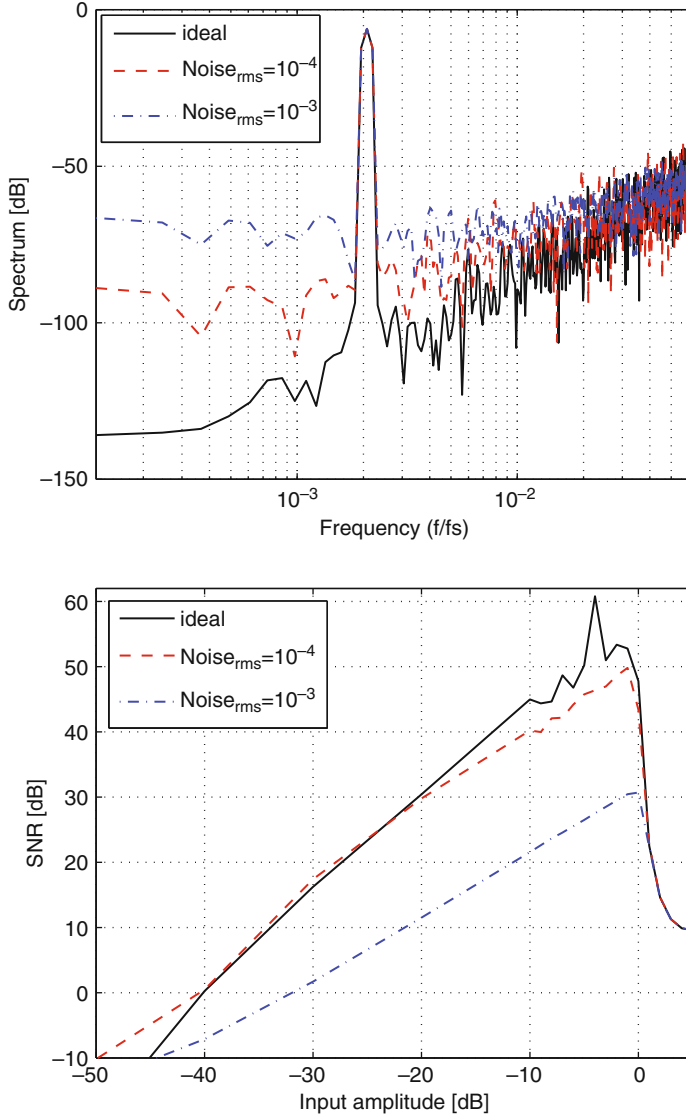 0
−50
−100
−150
Spectrum [dB]
ideal
Noise_rms=10^−4
Noise_rms=10^−3
10^−3
10^−2
Frequency (f/fs)
60
50
40
30
20
10
0
−10
SNR [dB]
ideal
Noise_rms=10^−4
Noise_rms=10^−3
−50
−40
−30
−20
−10
0
Input amplitude [dB]